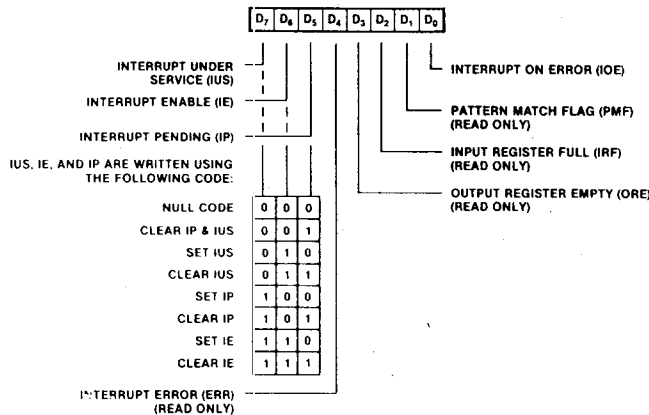 D7 D6 D5 D4 D3 D2 D1 D0
INTERRUPT UNDER
SERVICE (IUS)
INTERRUPT ENABLE (IE)
INTERRUPT PENDING (IP)
IUS, IE, AND IP ARE WRITTEN USING
THE FOLLOWING CODE:
NULL CODE 0 0 0
CLEAR IP & IUS 0 0 1
SET IUS 0 1 0
CLEAR IUS 0 1 1
SET IP 1 0 0
CLEAR IP 1 0 1
SET IE 1 1 0
CLEAR IE 1 1 1
INTERRUPT ERROR (ERR)
(READ ONLY)
INTERRUPT ON ERROR (IOE)
PATTERN MATCH FLAG (PMF)
(READ ONLY)
INPUT REGISTER FULL (IRF)
(READ ONLY)
OUTPUT REGISTER EMPTY (ORE)
(READ ONLY)